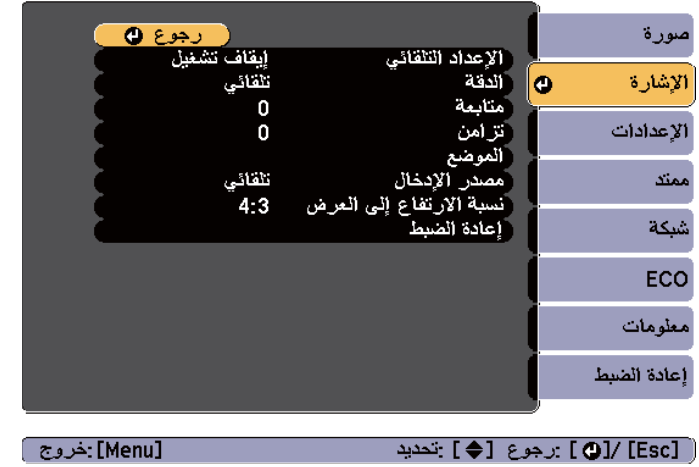 صورة
الإشارة
الإعدادات
ممتد
شبكة
ECO
معلومات
إعادة الضبط
رجوع
الإعداد التلقائي إيقاف تشغيل
الدقة تلقائي
متابعة 0
تزامن 0
الموضع
مصدر الإدخال تلقائي
نسبة الارتفاع إلى العرض 4:3
إعادة الضبط
[Esc] /[ ] :رجوع [ ] :تحديد [Menu] :خروج